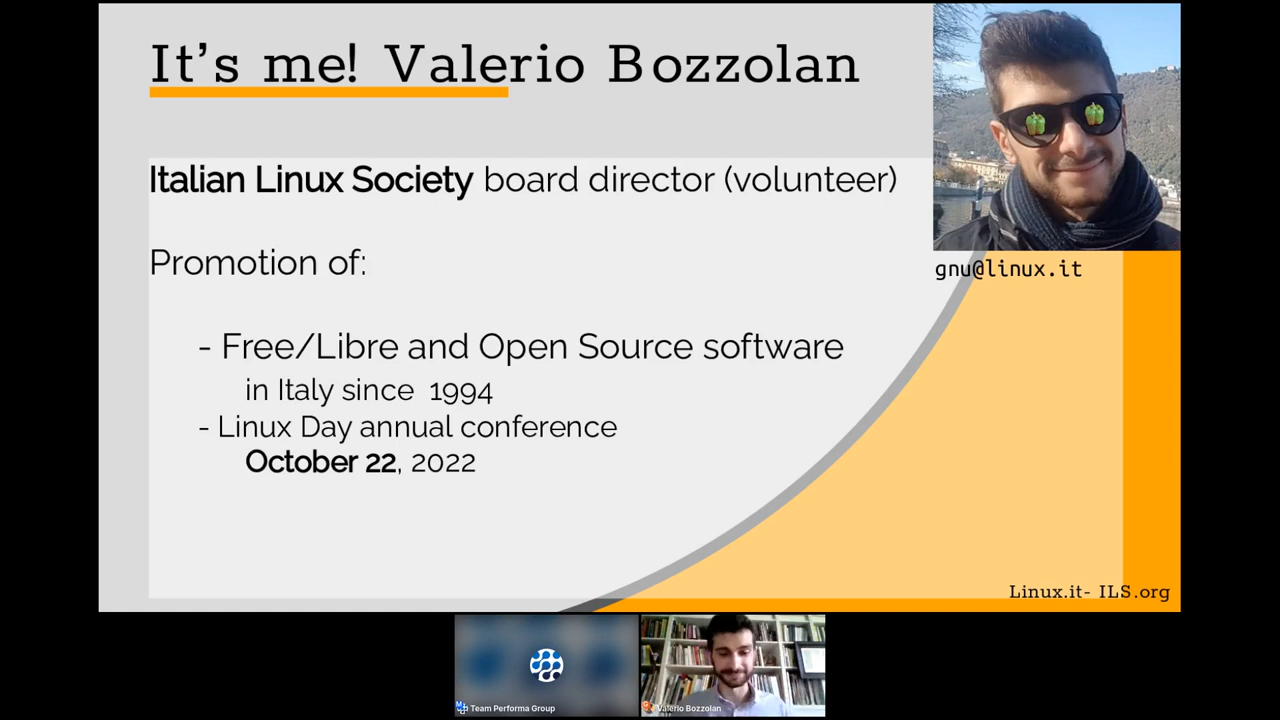 It's me! Valerio Bozzolan
Italian Linux Society board director (volunteer)
gnu@linux.it
Promotion of:
- Free/Libre and Open Source software
in Italy since 1994
- Linux Day annual conference
October 22, 2022
Linux.it- ILS.org
Team Performa Group
Valerio Bozzolan